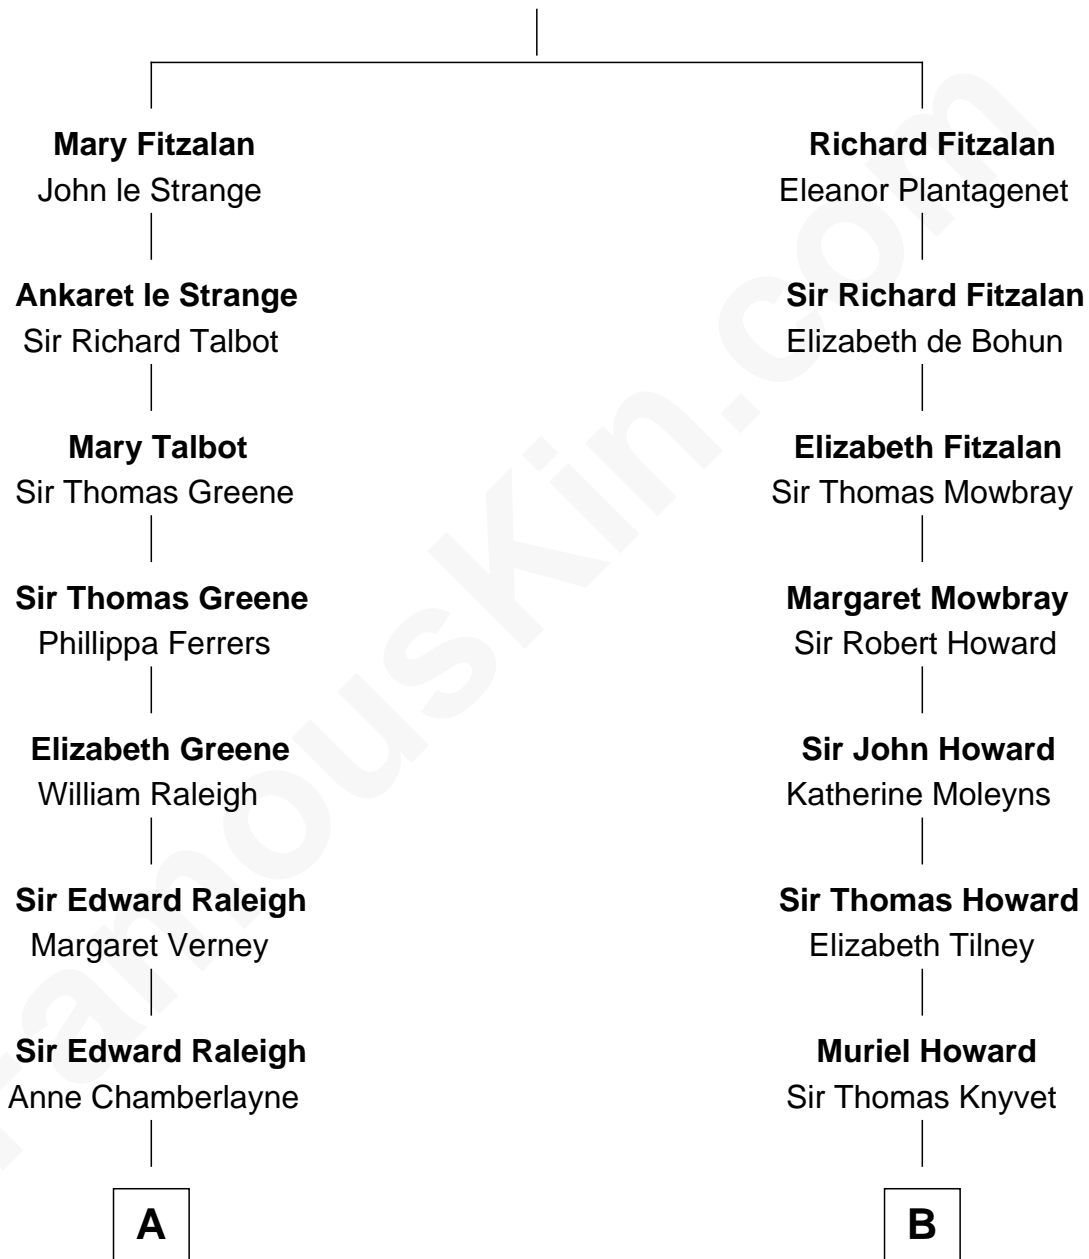 Mary Fitzalan
John le Strange
Ankaret le Strange
Sir Richard Talbot
Mary Talbot
Sir Thomas Greene
Sir Thomas Greene
Phillippa Ferrers
Elizabeth Greene
William Raleigh
Sir Edward Raleigh
Margaret Verney
Sir Edward Raleigh
Anne Chamberlayne
A
Richard Fitzalan
Eleanor Plantagenet
Sir Richard Fitzalan
Elizabeth de Bohun
Elizabeth Fitzalan
Sir Thomas Mowbray
Margaret Mowbray
Sir Robert Howard
Sir John Howard
Katherine Moleyns
Sir Thomas Howard
Elizabeth Tilney
Muriel Howard
Sir Thomas Knyvet
B
FamousKin.com